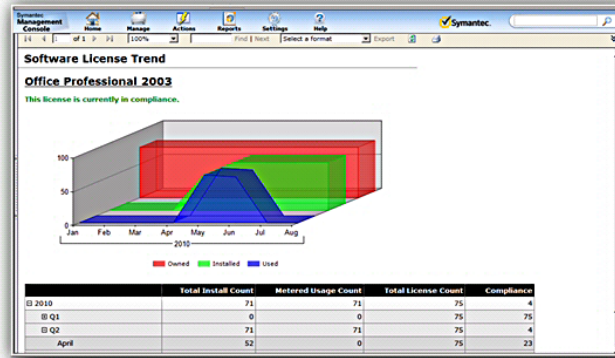 Symantec
Management
Console
Home
Manage
Actions
Reports
Settings
Help
Symantec.
1 of 1
100%
Find | Next
Select a format
Export
Software License Trend
Office Professional 2003
This license is currently in compliance.
100
50
0
Jan Feb Mar Apr May Jun Jul Aug
2010
Owned Installed Used
Total Install Count Metered Usage Count Total License Count Compliance
2010 71 71 75 4
Q1 0 0 75 75
Q2 71 71 75 4
April 52 0 75 23